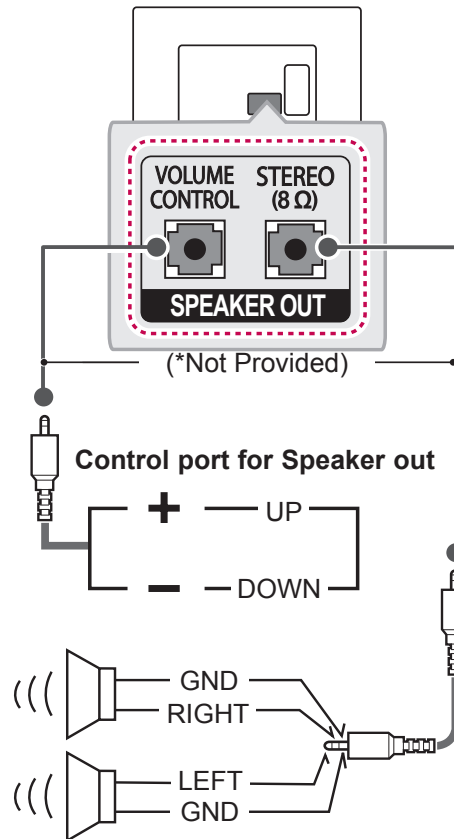 VOLUME CONTROL
STEREO (8 Ω)
SPEAKER OUT
(*Not Provided)
Control port for Speaker out
+ UP
− DOWN
GND
RIGHT
LEFT
GND